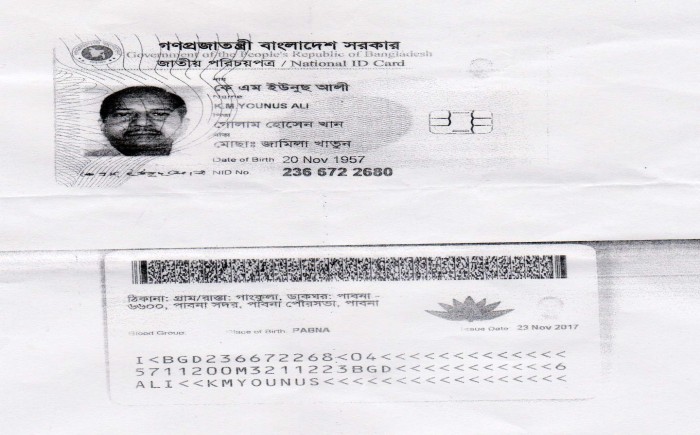 গণপ্রজাতন্ত্রী বাংলাদেশ সরকার
Government of the People's Republic of Bangladesh
জাতীয় পরিচয়পত্র / National ID Card
নাম
কে এম ইউনুছ আলী
Name
K.M YOUNUS ALI
পিতা
গোলাম হোসেন খান
মাতা
মোছাঃ জামিলা খাতুন
Date of Birth 20 Nov 1957
NID No. 236 672 2680
ঠিকানা: গ্রাম/রাস্তা: গাংকুলা, ডাকঘর: পাবনা -
৬৬০০, পাবনা সদর, পাবনা পৌরসভা, পাবনা
Blood Group: Place of Birth: PABNA Issue Date: 23 Nov 2017
I<BGD236672268<04<<<<<<<<<<<<<<
5711200M3211223BGD<<<<<<<<<<<6
ALI<<KMYOUNUS<<<<<<<<<<<<<<<<<